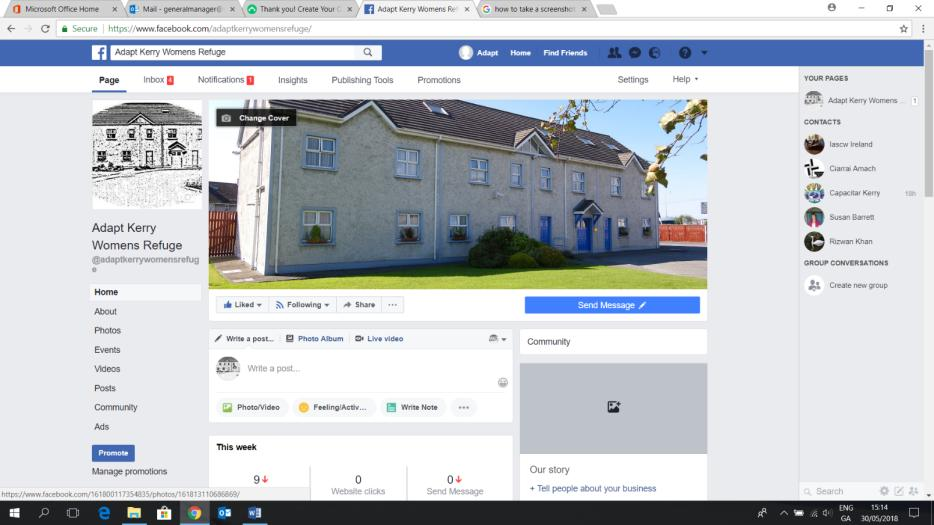 Microsoft Office Home
Mail - generalmanager@
Thank you! Create Your C
Adapt Kerry Womens Ref
how to take a screenshot
Secure
https://www.facebook.com/adaptkerrywomensrefuge/
Adapt Kerry Womens Refuge
Adapt
Home
Find Friends
Page
Inbox 4
Notifications 1
Insights
Publishing Tools
Promotions
Settings
Help
Change Cover
Adapt Kerry
Womens Refuge
@adaptkerrywomensrefug
e
Home
About
Photos
Events
Videos
Posts
Community
Ads
Promote
Manage promotions
Liked
Following
Share
Send Message
Write a post...
Photo Album
Live video
Write a post...
Photo/Video
Feeling/Activ...
Write Note
This week
9
0
Website clicks
0
Send Message
Community
Our story
+ Tell people about your business
YOUR PAGES
Adapt Kerry Womens ... 1
CONTACTS
Iascw Ireland
Ciarrai Amach
Capacitar Kerry 18h
Susan Barrett
Rizwan Khan
GROUP CONVERSATIONS
Create new group
Search
https://www.facebook.com/161800117354835/photos/161813110686869/
ENG
GA
15:14
30/05/2018